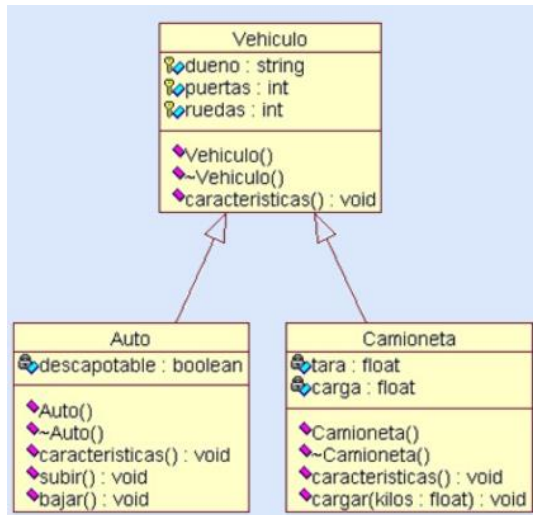 Vehiculo
dueno : string
puertas : int
ruedas : int
Vehiculo()
~Vehiculo()
caracteristicas() : void
Auto
descapotable : boolean
Auto()
~Auto()
caracteristicas() : void
subir() : void
bajar() : void
Camioneta
tara : float
carga : float
Camioneta()
~Camioneta()
caracteristicas() : void
cargar(kilos : float) : void